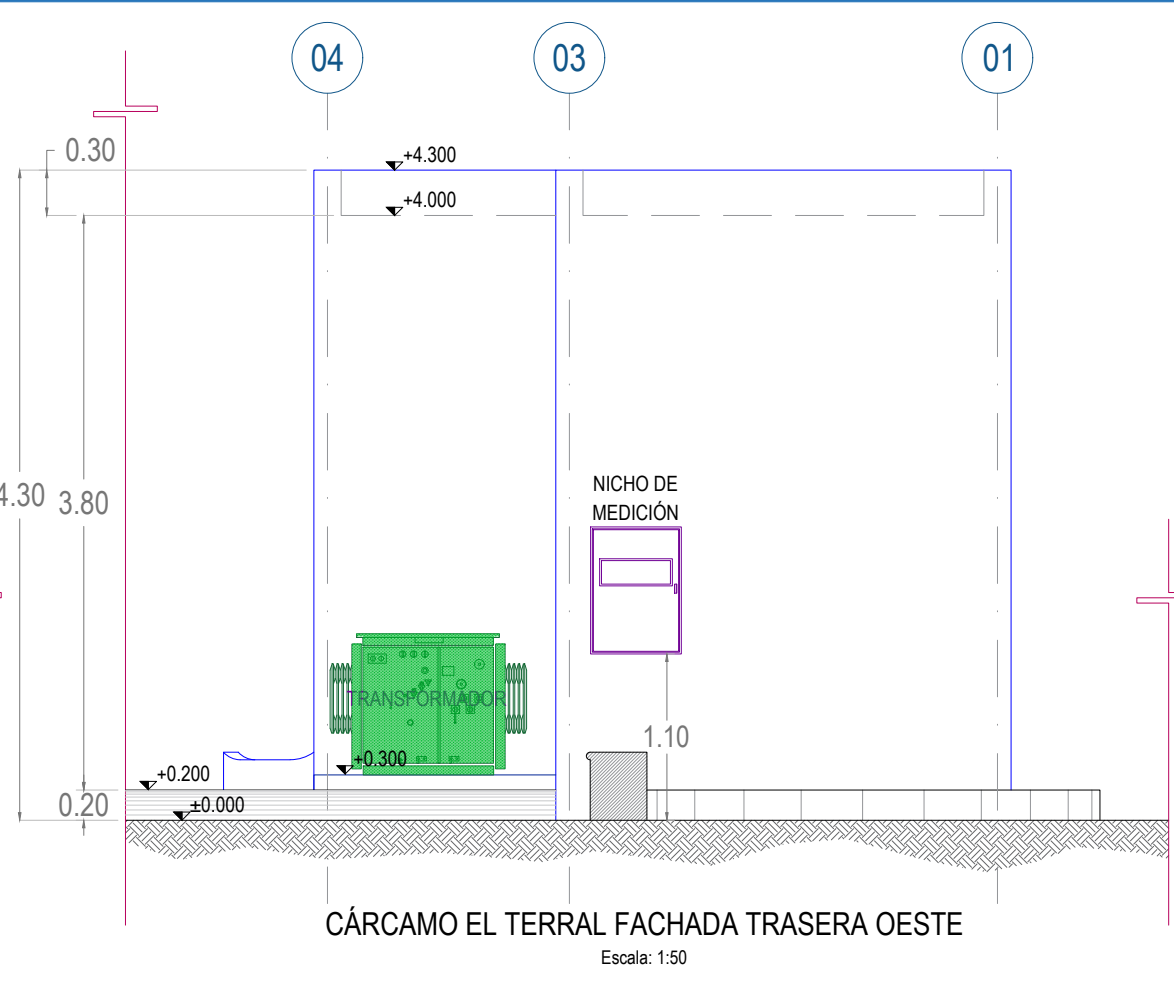 04
03
01
0.30
+4.300
+4.000
4.30
3.80
NICHO DE
MEDICIÓN
TRANSFORMADOR
1.10
+0.300
+0.200
±0.000
0.20
CÁRCAMO EL TERRAL FACHADA TRASERA OESTE
Escala: 1:50